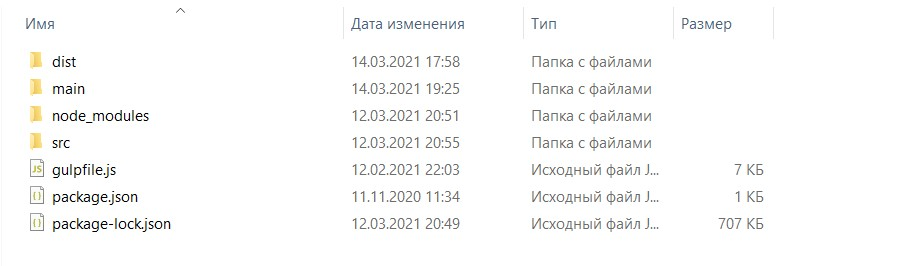 Имя Дата изменения Тип Размер
dist 14.03.2021 17:58 Папка с файлами
main 14.03.2021 19:25 Папка с файлами
node_modules 12.03.2021 20:51 Папка с файлами
src 12.03.2021 20:55 Папка с файлами
gulpfile.js 12.02.2021 22:03 Исходный файл J... 7 КБ
package.json 11.11.2020 11:34 Исходный файл J... 1 КБ
package-lock.json 12.03.2021 20:49 Исходный файл J... 707 КБ